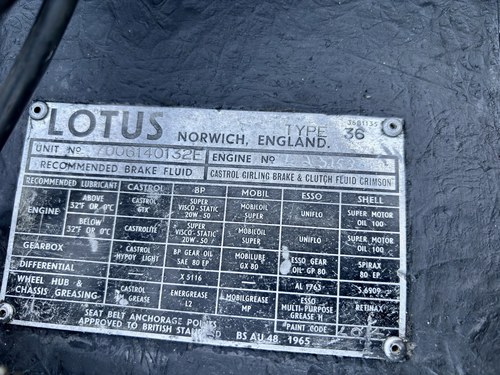 LOTUS NORWICH, ENGLAND. TYPE 36
UNIT Nº 7006140132E ENGINE Nº
RECOMMENDED BRAKE FLUID CASTROL GIRLING BRAKE & CLUTCH FLUID CRIMSON
RECOMMENDED LUBRICANT CASTROL BP MOBIL ESSO SHELL
ENGINE ABOVE 32°F OR 0°C CASTROL GTX SUPER VISCO-STATIC 20W-50 MOBILOIL SUPER UNIFLO SUPER MOTOR OIL 100
BELOW 32°F OR 0°C CASTROLITE SUPER VISCO-STATIC 20W-50 MOBILOIL SUPER UNIFLO SUPER MOTOR OIL 100
GEARBOX CASTROL HYPOY LIGHT BP GEAR OIL SAE 80 EP MOBILUBE GX 80 ESSO GEAR OIL GP 80 SPIRAX 80 EP
DIFFERENTIAL X 5116 AL 1763 S.6909
WHEEL HUB & CHASSIS GREASING CASTROL GREASE ENERGREASE L2 MOBILGREASE MP ESSO MULTI PURPOSE GREASE H RETINAX
SEAT BELT ANCHORAGE POINTS PAINT CODE
APPROVED TO BRITISH STANDARD BS AU 48. 1965